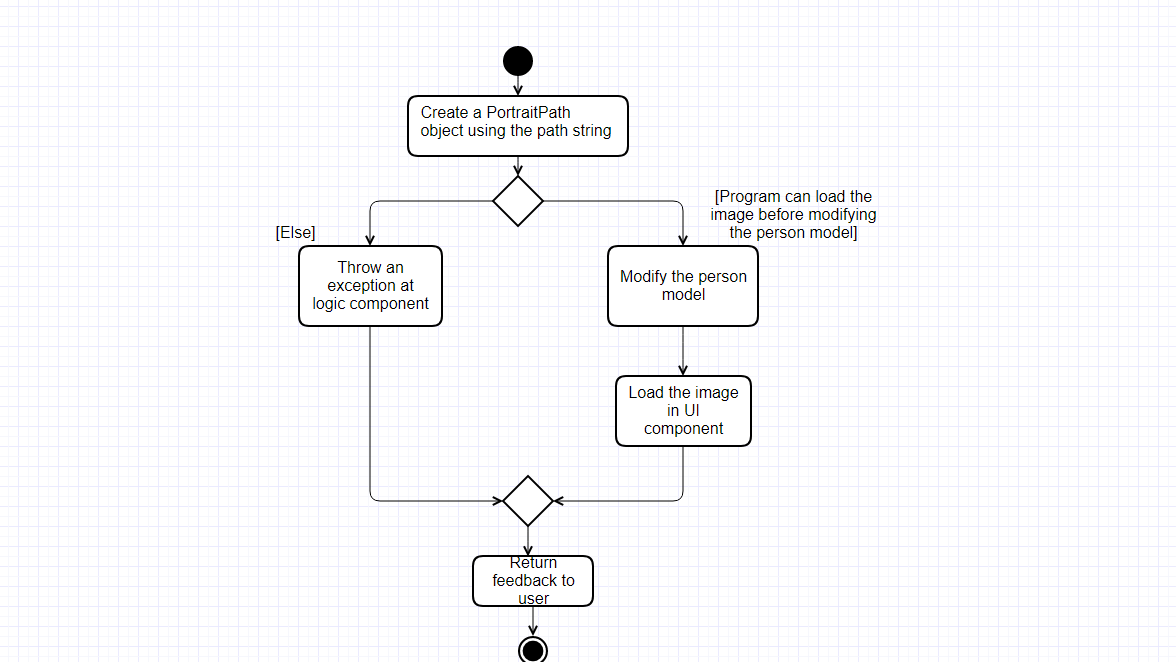 Create a PortraitPath
object using the path string
[Program can load the
image before modifying
the person model]
[Else]
Throw an
exception at
logic component
Modify the person
model
Load the image
in UI
component
Return
feedback to
user